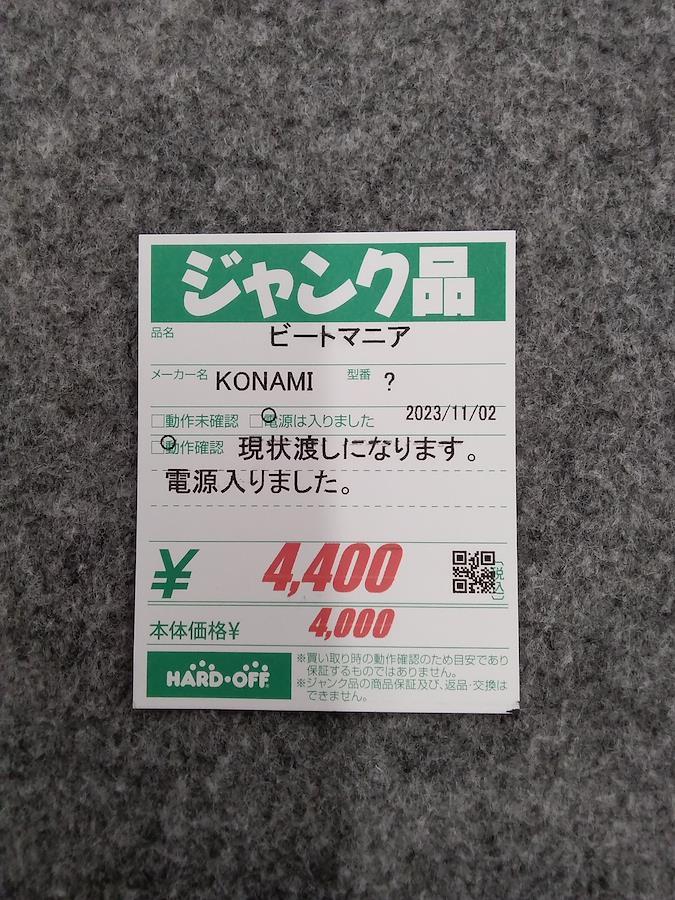 ジャンク品
品名 ビートマニア
メーカー名 KONAMI 型番 ?
□動作未確認 □電源は入りました 2023/11/02
□動作確認 現状渡しになります。
電源入りました。
¥ 4,400 (税込)
本体価格¥ 4,000
HARD・OFF
※買い取り時の動作確認のため目安であり
保証するものではありません。
※ジャンク品の商品保証及び、返品・交換は
できません。